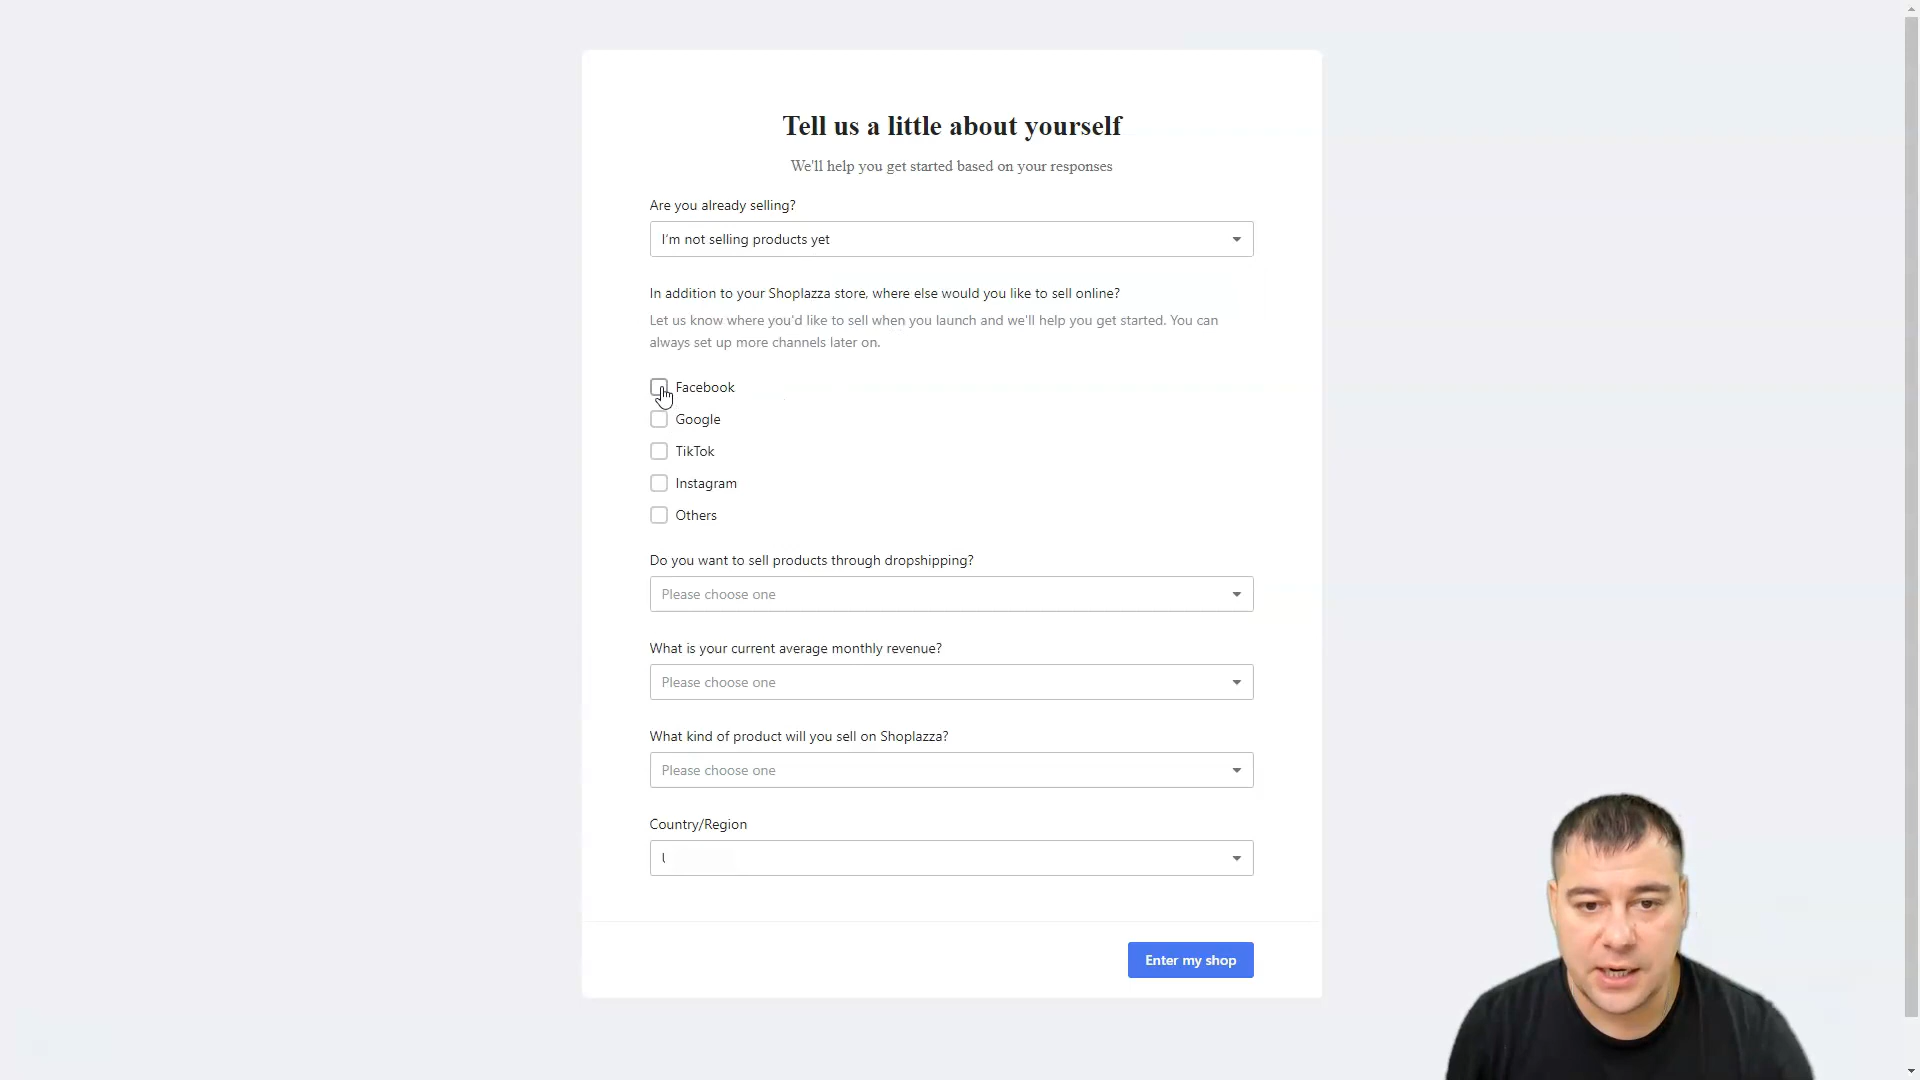 Tell us a little about yourself
We'll help you get started based on your responses
Are you already selling?
I'm not selling products yet
In addition to your Shoplazza store, where else would you like to sell online?
Let us know where you'd like to sell when you launch and we'll help you get started. You can
always set up more channels later on.
Facebook
Google
TikTok
Instagram
Others
Do you want to sell products through dropshipping?
Please choose one
What is your current average monthly revenue?
Please choose one
What kind of product will you sell on Shoplazza?
Please choose one
Country/Region
Enter my shop